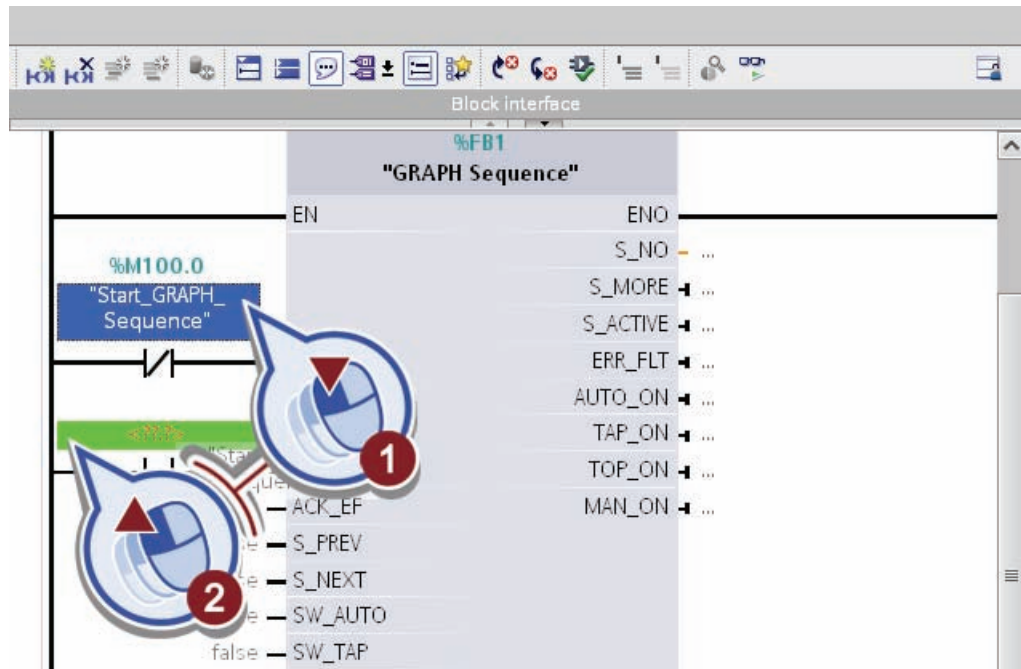 Block interface
%FB1
"GRAPH Sequence"
EN ENO
S_NO ...
%M100.0
"Start_GRAPH_
Sequence"
S_MORE ...
S_ACTIVE ...
ERR_FLT ...
AUTO_ON ...
TAP_ON ...
TOP_ON ...
1
ACK_EF MAN_ON ...
S_PREV
S_NEXT
2
SW_AUTO
false SW_TAP